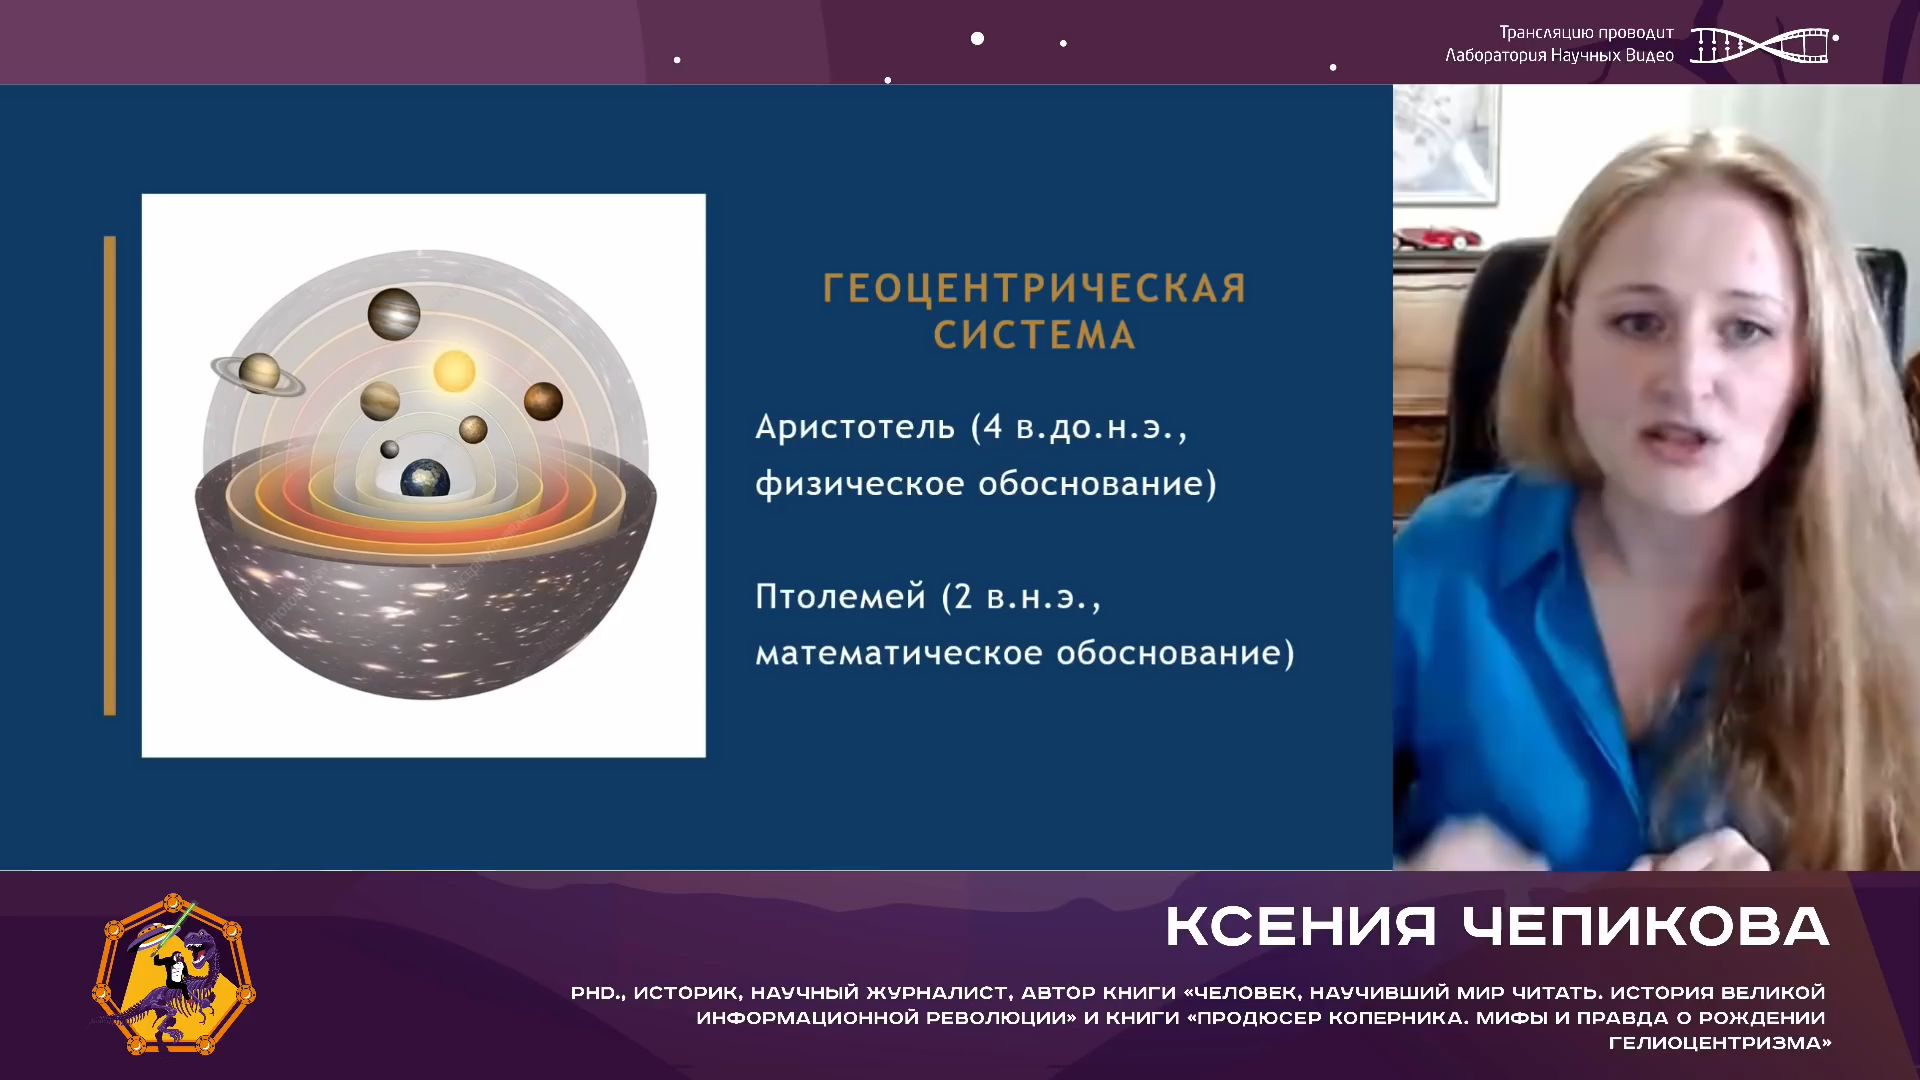 Трансляцию проводит
Лаборатория Научных Видео
ГЕОЦЕНТРИЧЕСКАЯ
СИСТЕМА
Аристотель (4 в.до.н.э.,
физическое обоснование)
Птолемей (2 в.н.э.,
математическое обоснование)
КСЕНИЯ ЧЕПИКОВА
PHD., ИСТОРИК, НАУЧНЫЙ ЖУРНАЛИСТ, АВТОР КНИГИ «ЧЕЛОВЕК, НАУЧИВШИЙ МИР ЧИТАТЬ. ИСТОРИЯ ВЕЛИКОЙ
ИНФОРМАЦИОННОЙ РЕВОЛЮЦИИ» И КНИГИ «ПРОДЮСЕР КОПЕРНИКА. МИФЫ И ПРАВДА О РОЖДЕНИИ
ГЕЛИОЦЕНТРИЗМА»